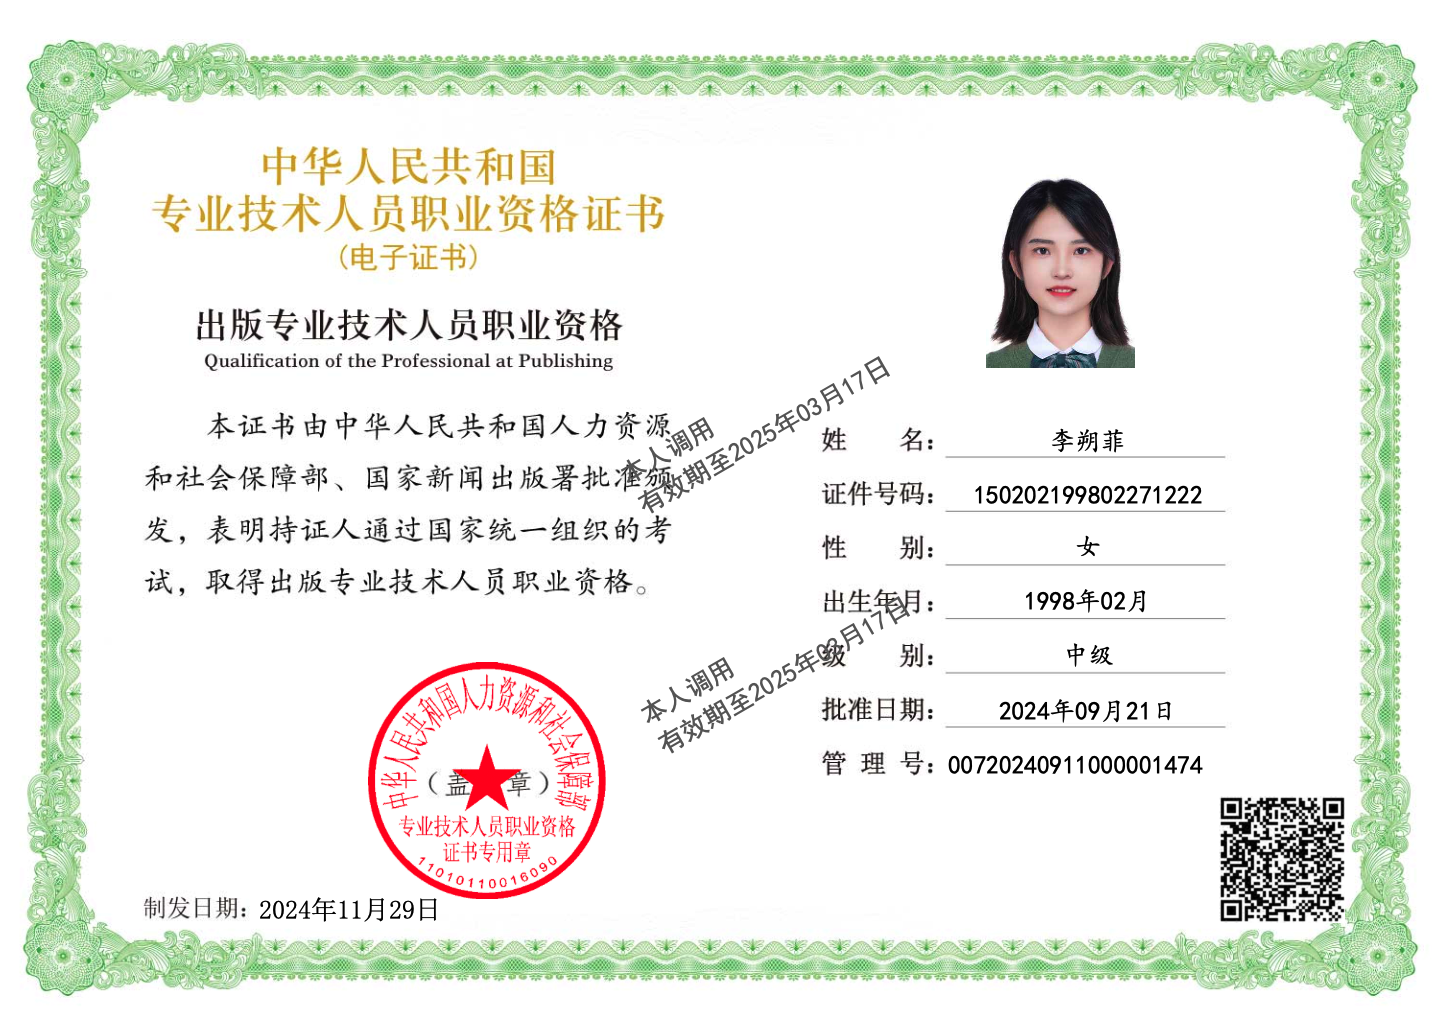 中华人民共和国
专业技术人员职业资格证书
（电子证书）
出版专业技术人员职业资格
Qualification of the Professional at Publishing
本证书由中华人民共和国人力资源
和社会保障部、国家新闻出版署批准颁
发，表明持证人通过国家统一组织的考
试，取得出版专业技术人员职业资格。
本人调用
有效期至2025年03月17日
姓 名：李朔菲
证件号码：150202199802271222
性 别：女
出生年月：1998年02月
级 别：中级
批准日期：2024年09月21日
管 理 号：00720240911000001474
本人调用
有效期至2025年03月17日
中华人民共和国人力资源和社会保障部
（盖 章）
专业技术人员职业资格
证书专用章
11010110016090
制发日期：2024年11月29日